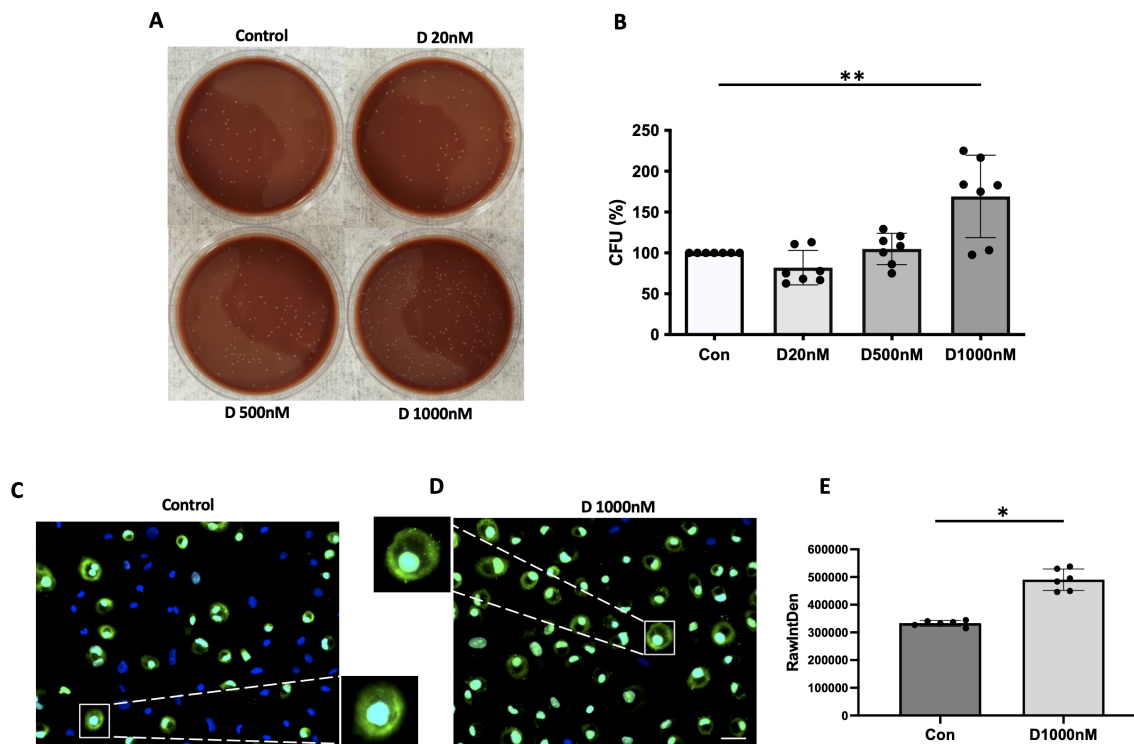 A
Control
D 20nM
D 500nM
D 1000nM
B
**
CFU (%)
250
200
150
100
50
0
Con
D20nM
D500nM
D1000nM
C
Control
D
D 1000nM
E
*
RawIntDen
600000
500000
400000
300000
200000
100000
0
Con
D1000nM